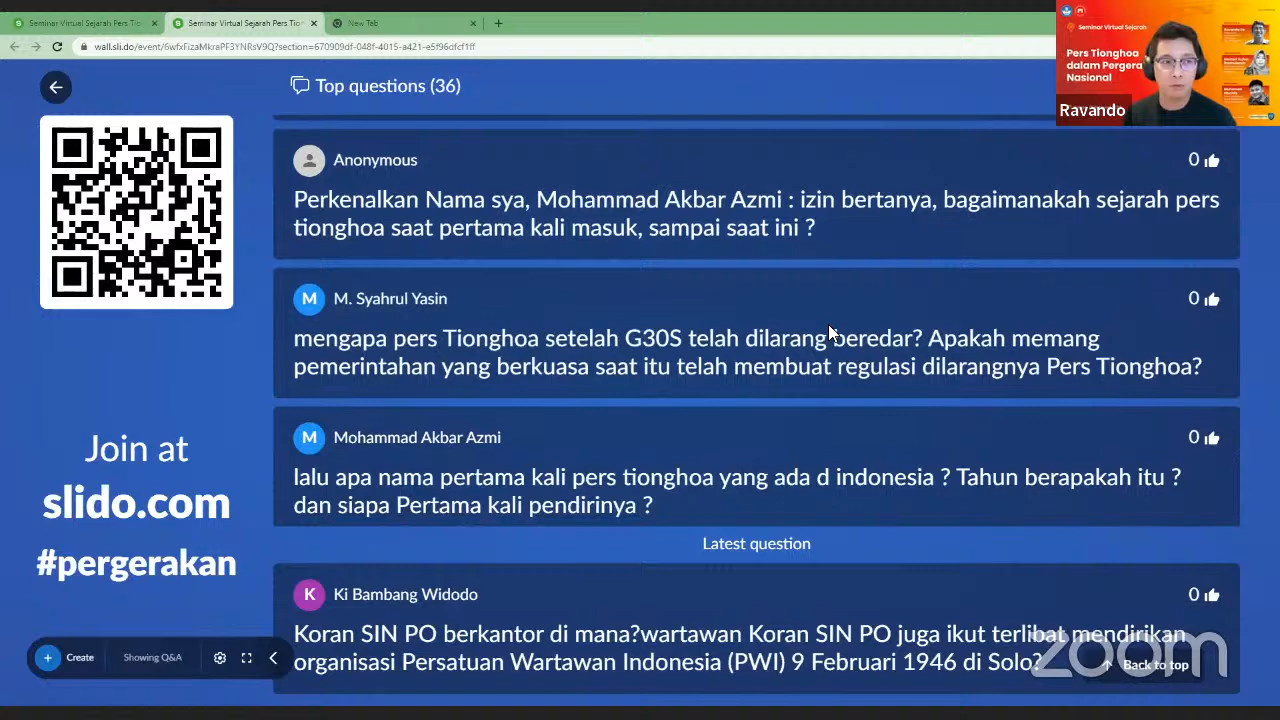 Seminar Virtual Sejarah Pers Tion
Seminar Virtual Sejarah Pers Tion
New Tab
wall.sli.do/event/6wfxFizaMkraPF3YNRsV9Q?section=670909df-048f-4015-a421-e5f96dfcf1ff
Seminar Virtual Sejarah
Pers Tionghoa
dalam Pergera
Nasional
Ravando
Top questions (36)
Anonymous
0
Perkenalkan Nama sya, Mohammad Akbar Azmi : izin bertanya, bagaimanakah sejarah pers
tionghoa saat pertama kali masuk, sampai saat ini ?
M
M. Syahrul Yasin
0
mengapa pers Tionghoa setelah G30S telah dilarang beredar? Apakah memang
pemerintahan yang berkuasa saat itu telah membuat regulasi dilarangnya Pers Tionghoa?
M
Mohammad Akbar Azmi
0
lalu apa nama pertama kali pers tionghoa yang ada d indonesia ? Tahun berapakah itu ?
dan siapa Pertama kali pendirinya ?
Latest question
K
Ki Bambang Widodo
0
Koran SIN PO berkantor di mana?wartawan Koran SIN PO juga ikut terlibat mendirikan
organisasi Persatuan Wartawan Indonesia (PWI) 9 Februari 1946 di Solo?
Join at
slido.com
#pergerakan
Create
Showing Q&A
Back to top
zoom